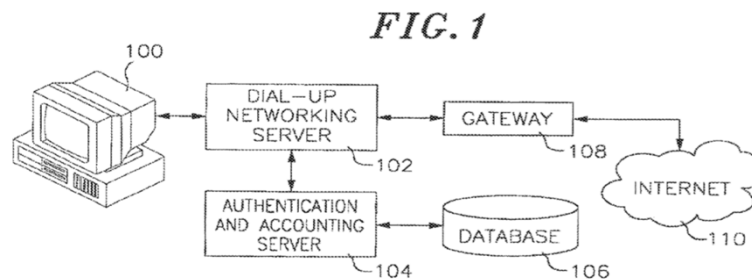 FIG. 1
100
DIAL-UP
NETWORKING
SERVER
102
GATEWAY
108
INTERNET
110
AUTHENTICATION
AND ACCOUNTING
SERVER
104
DATABASE
106